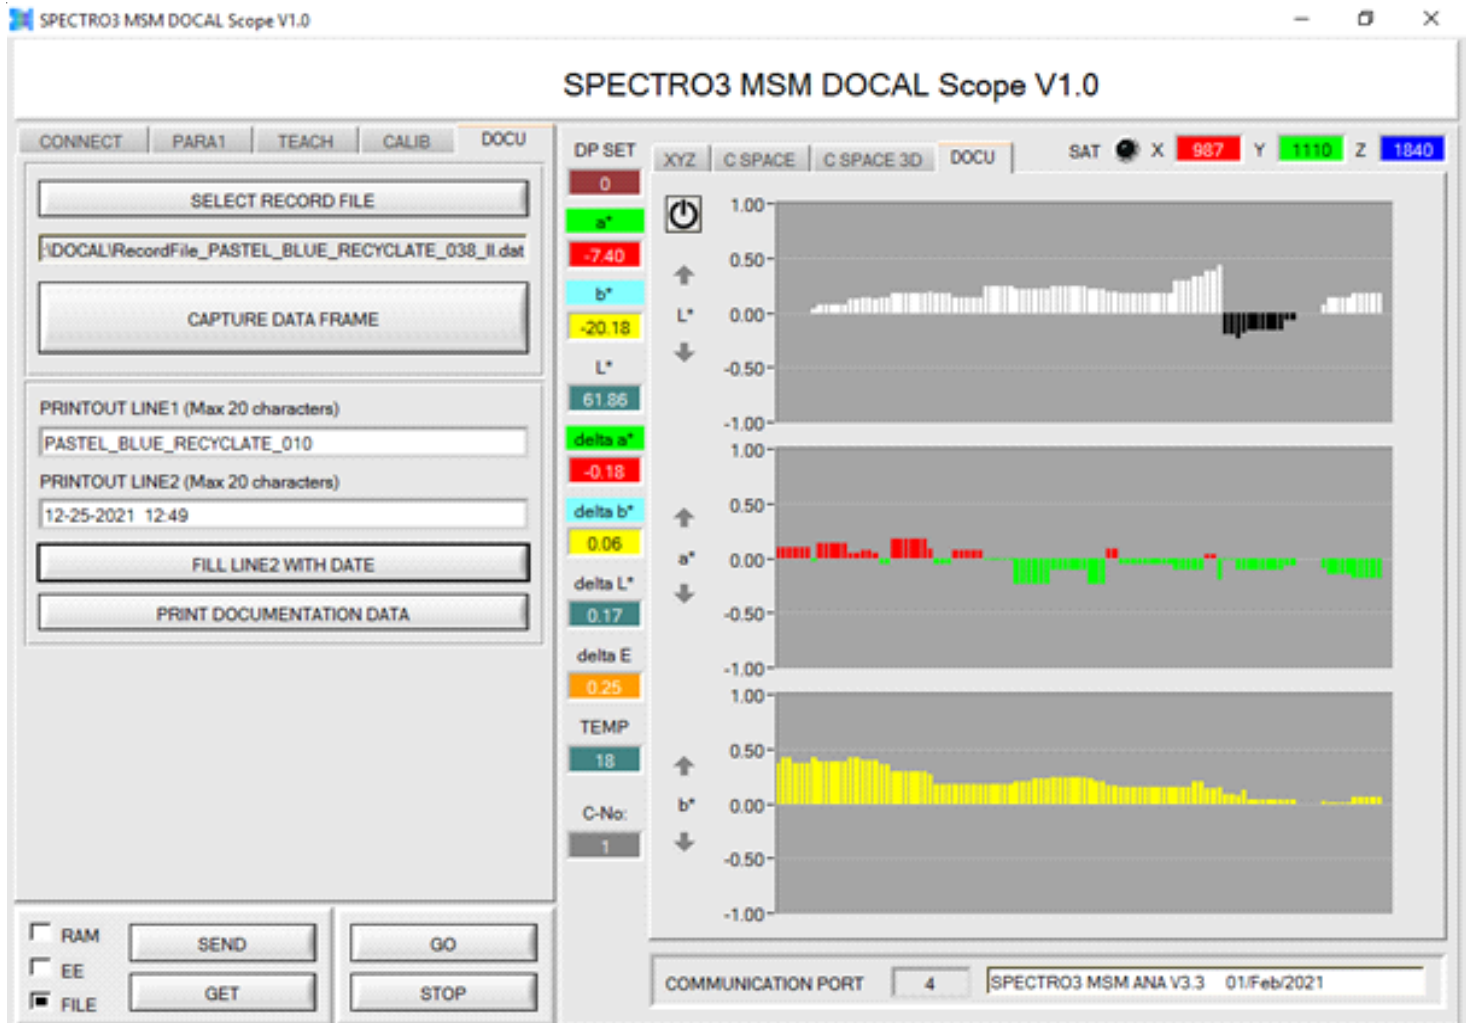 SPECTRO3 MSM DOCAL Scope V1.0
SPECTRO3 MSM DOCAL Scope V1.0
CONNECT PARA1 TEACH CALIB DOCU
SELECT RECORD FILE
:\DOCAL\RecordFile_PASTEL_BLUE_RECYCLATE_038_II.dat
CAPTURE DATA FRAME
PRINTOUT LINE1 (Max 20 characters)
PASTEL_BLUE_RECYCLATE_010
PRINTOUT LINE2 (Max 20 characters)
12-25-2021 12:49
FILL LINE2 WITH DATE
PRINT DOCUMENTATION DATA
RAM
EE
FILE
SEND
GET
GO
STOP
DP SET
0
a*
-7.40
b*
-20.18
L*
61.86
delta a*
-0.18
delta b*
0.06
delta L*
0.17
delta E
0.25
TEMP
18
C-No:
1
XYZ C SPACE C SPACE 3D DOCU
SAT X 987 Y 1110 Z 1840
1.00
0.50
L* 0.00
-0.50
-1.00
1.00
0.50
a* 0.00
-0.50
-1.00
1.00
0.50
b* 0.00
-0.50
-1.00
COMMUNICATION PORT 4 SPECTRO3 MSM ANA V3.3 01/Feb/2021